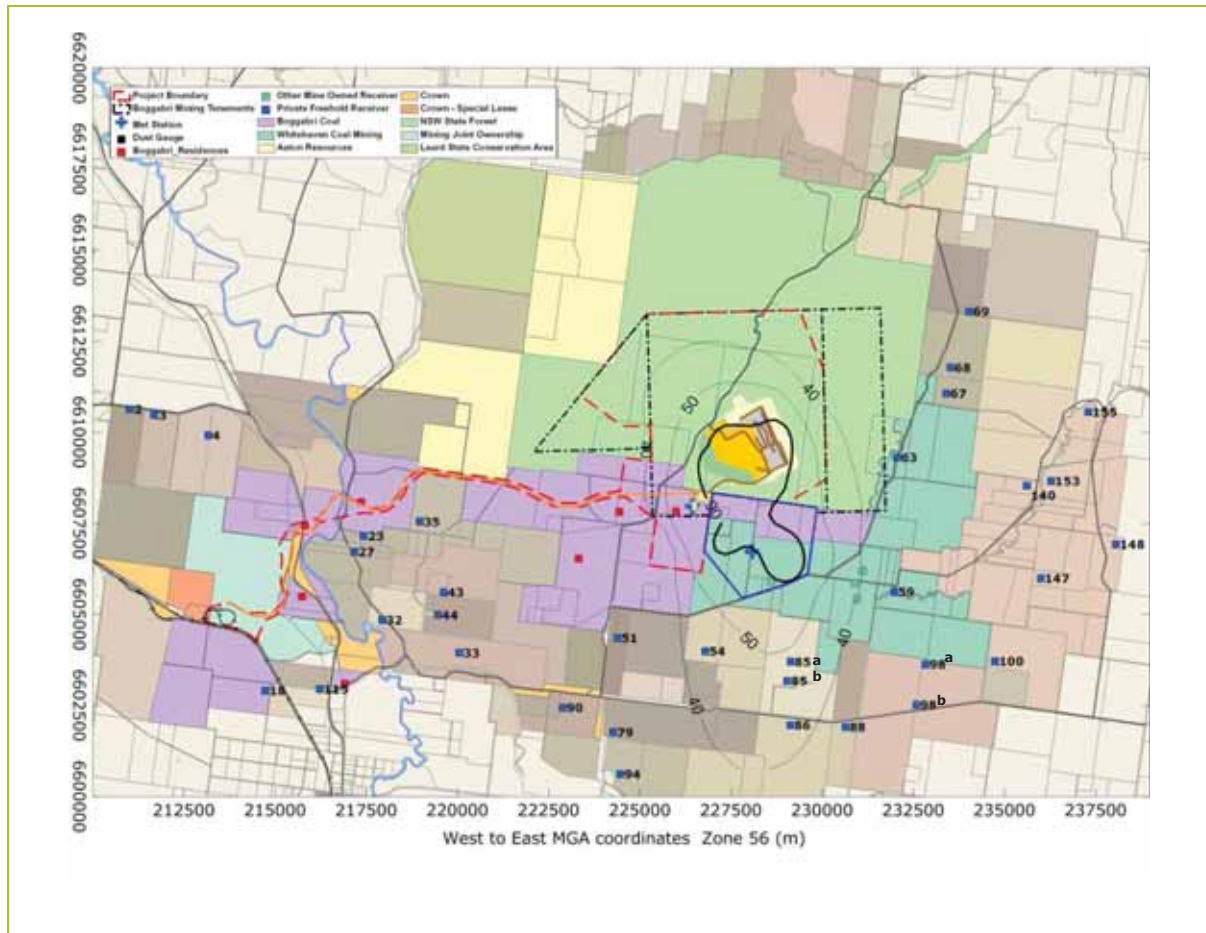 Project Boundary
Boggabri Mining Tenements
Met Station
Dust Gauge
Boggabri_Residences
Other Mine Owned Receiver
Private Freehold Receiver
Boggabri Coal
Whitehaven Coal Mining
Aston Resources
Crown
Crown - Special Lease
NSW State Forest
Mining Joint Ownership
Leard State Conservation Area
6620000
6617500
6615000
6612500
6610000
6607500
6605000
6602500
6600000
69
68
67
40
50
155
2
3
4
63
153
140
35
23
27
148
147
43
59
44
32
51
50
40
33
54
85 a
98 a
100
85 b
18
115
98 b
40
90
79
86
88
94
212500 215000 217500 220000 222500 225000 227500 230000 232500 235000 237500
West to East MGA coordinates Zone 56 (m)